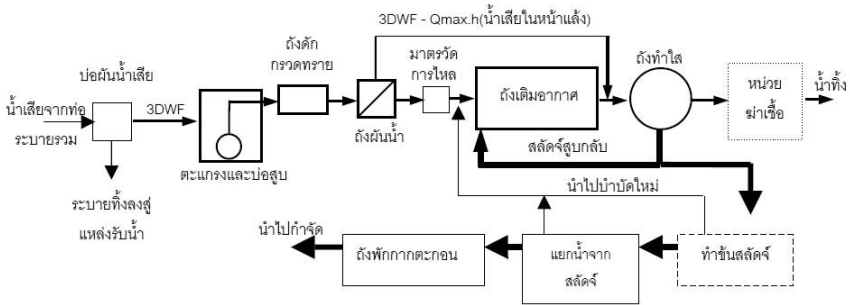 3DWF - Qmax.h(น้ำเสียในหน้าแล้ง)
บ่อผันน้ำเสีย
ถังดัก
กรวดทราย
มาตรวัด
การไหล
ถังทำใส
น้ำเสียจากท่อ
ระบายรวม
3DWF
ถังเติมอากาศ
หน่วย
ฆ่าเชื้อ
น้ำทิ้ง
ถังผันน้ำ
ตะแกรงและบ่อสูบ
สลัดจ์สูบกลับ
ระบายทิ้งลงสู่
แหล่งรับน้ำ
นำไปบำบัดใหม่
นำไปกำจัด
ถังพักกากตะกอน
แยกน้ำจาก
สลัดจ์
ทำข้นสลัดจ์